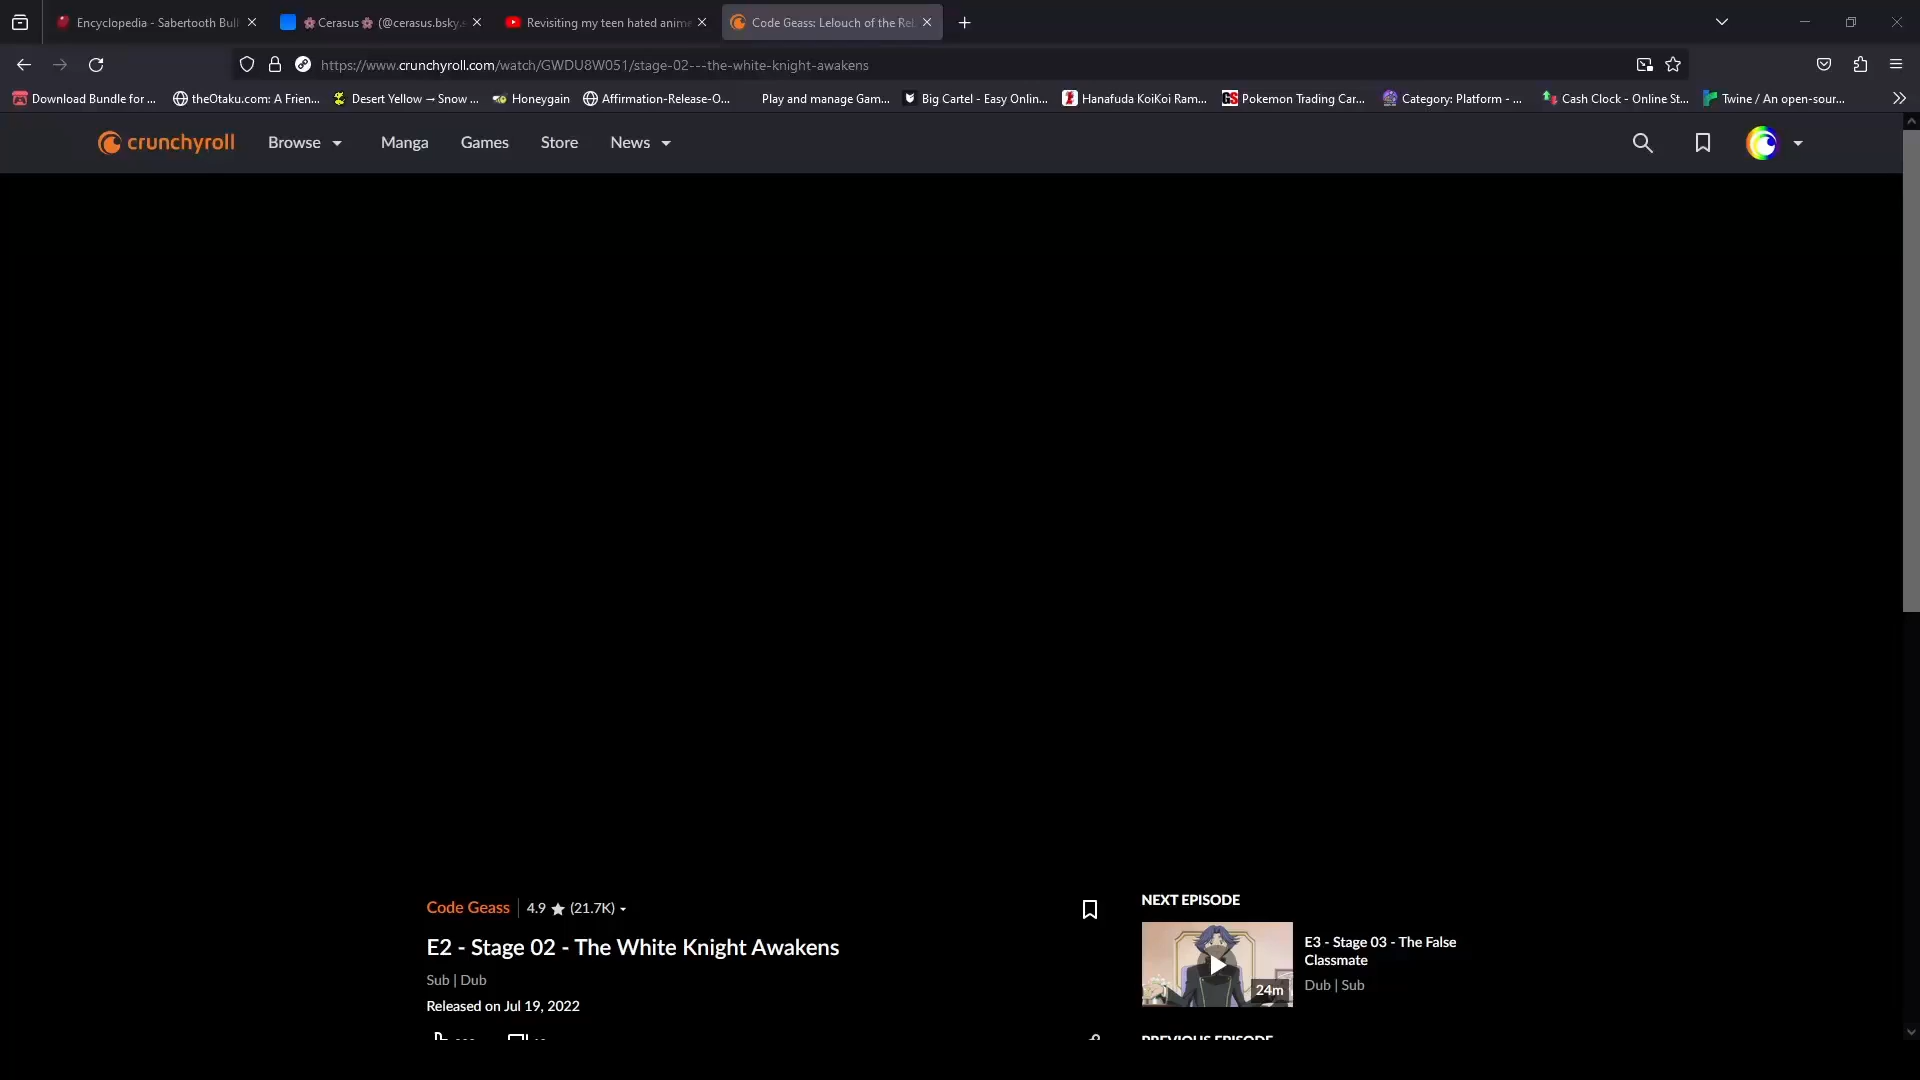 Encyclopedia - Sabertooth Bull
🌸Cerasus🌸 (@cerasus.bsky.s
Revisiting my teen hated anime
Code Geass: Lelouch of the Re
https://www.crunchyroll.com/watch/GWDU8W051/stage-02---the-white-knight-awakens
Download Bundle for ...
theOtaku.com: A Frien...
Desert Yellow → Snow ...
Honeygain
Affirmation-Release-O...
Play and manage Gam...
Big Cartel - Easy Onlin...
Hanafuda KoiKoi Ram...
Pokemon Trading Car...
Category: Platform - ...
Cash Clock - Online St...
Twine / An open-sour...
crunchyroll
Browse
Manga
Games
Store
News
Code Geass
4.9 ★ (21.7K)
E2 - Stage 02 - The White Knight Awakens
Sub | Dub
Released on Jul 19, 2022
NEXT EPISODE
24m
E3 - Stage 03 - The False
Classmate
Dub | Sub
PREVIOUS EPISODE